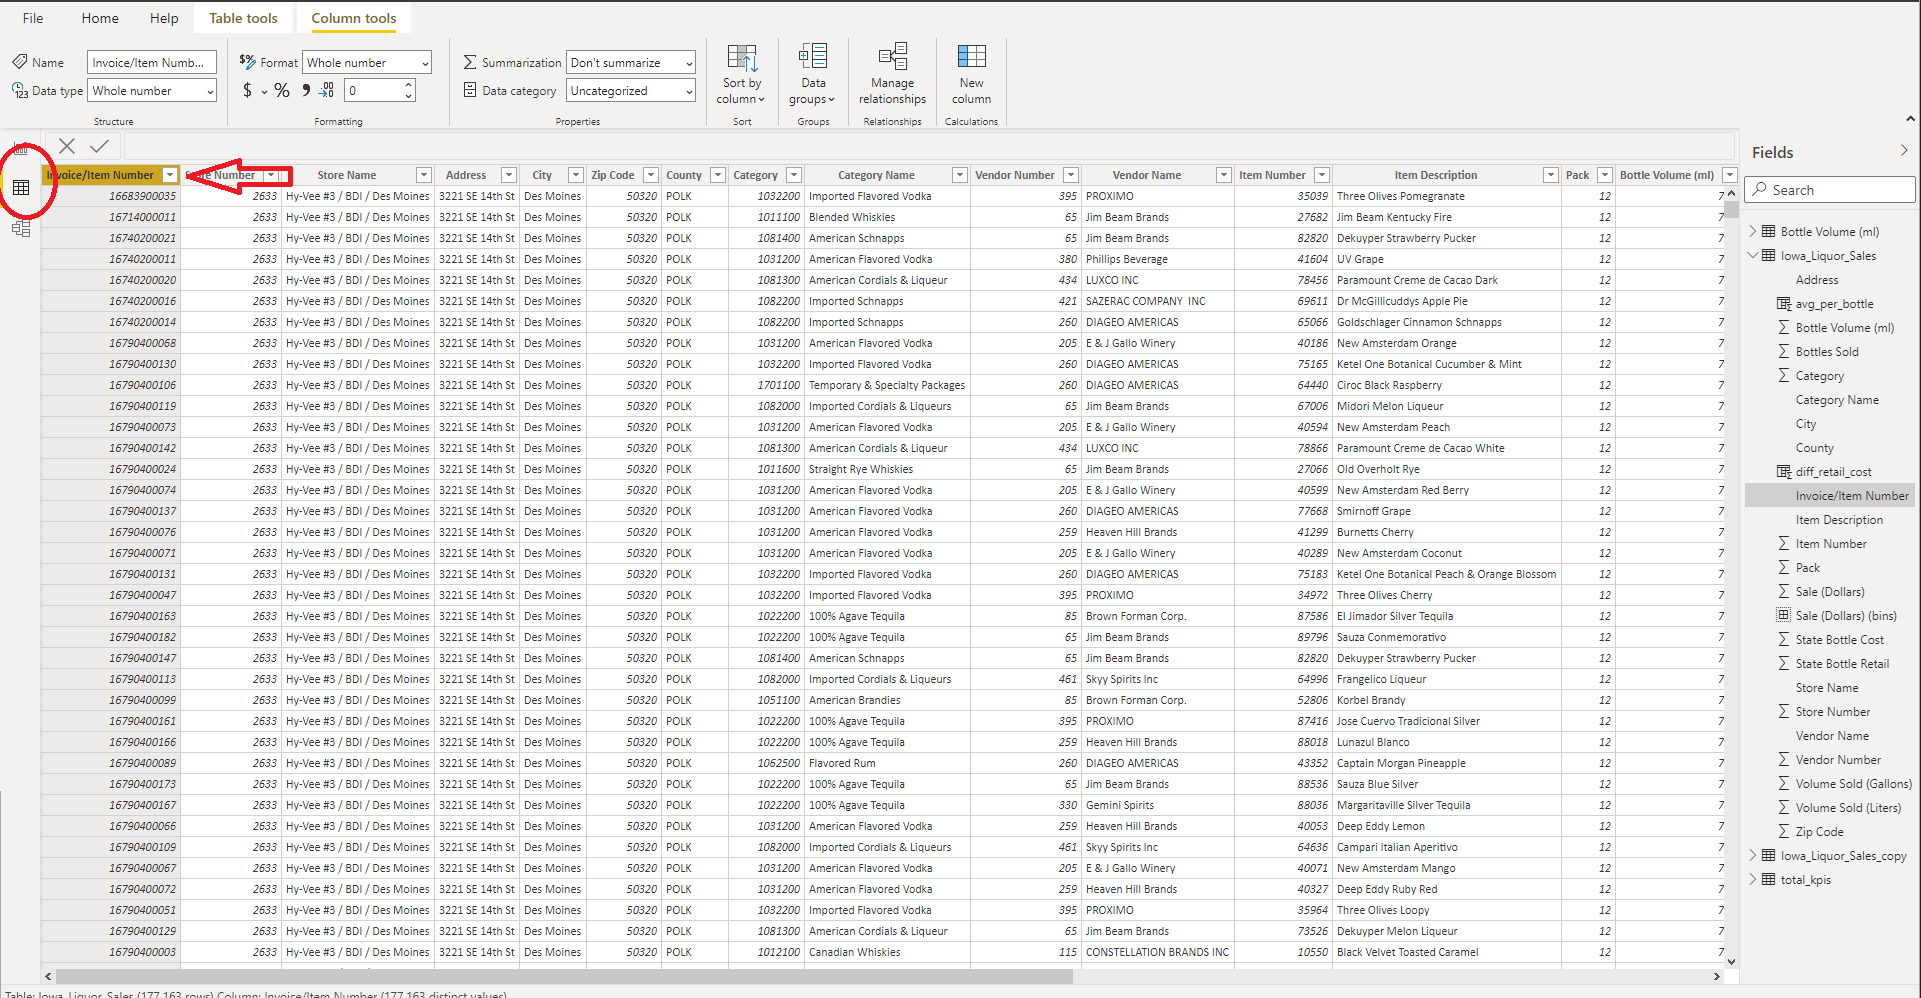 File Home Help Table tools Column tools
Name Invoice/Item Numb... Format Whole number Summarization Don't summarize
Data type Whole number $ % 9 .00 0 Data category Uncategorized
Sort by column Data groups Manage relationships New column
Structure Formatting Properties Sort Groups Relationships Calculations
Invoice/Item Number Number Store Name Address City Zip Code County Category Category Name Vendor Number Vendor Name Item Number Item Description Pack Bottle Volume (ml)
16683900035 2633 Hy-Vee #3 / BDI / Des Moines 3221 SE 14th St Des Moines 50320 POLK 1032200 Imported Flavored Vodka 395 PROXIMO 35039 Three Olives Pomegranate 12 7
16714000011 2633 Hy-Vee #3 / BDI / Des Moines 3221 SE 14th St Des Moines 50320 POLK 1011100 Blended Whiskies 65 Jim Beam Brands 27682 Jim Beam Kentucky Fire 12 7
16740200021 2633 Hy-Vee #3 / BDI / Des Moines 3221 SE 14th St Des Moines 50320 POLK 1081400 American Schnapps 65 Jim Beam Brands 82820 Dekuyper Strawberry Pucker 12 7
16740200011 2633 Hy-Vee #3 / BDI / Des Moines 3221 SE 14th St Des Moines 50320 POLK 1031200 American Flavored Vodka 380 Phillips Beverage 41604 UV Grape 12 7
16740200020 2633 Hy-Vee #3 / BDI / Des Moines 3221 SE 14th St Des Moines 50320 POLK 1081300 American Cordials & Liqueur 434 LUXCO INC 78456 Paramount Creme de Cacao Dark 12 7
16740200016 2633 Hy-Vee #3 / BDI / Des Moines 3221 SE 14th St Des Moines 50320 POLK 1082200 Imported Schnapps 421 SAZERAC COMPANY INC 69611 Dr McGillicuddys Apple Pie 12 7
16740200014 2633 Hy-Vee #3 / BDI / Des Moines 3221 SE 14th St Des Moines 50320 POLK 1082200 Imported Schnapps 260 DIAGEO AMERICAS 65066 Goldschlager Cinnamon Schnapps 12 7
16790400068 2633 Hy-Vee #3 / BDI / Des Moines 3221 SE 14th St Des Moines 50320 POLK 1031200 American Flavored Vodka 205 E & J Gallo Winery 40186 New Amsterdam Orange 12 7
16790400130 2633 Hy-Vee #3 / BDI / Des Moines 3221 SE 14th St Des Moines 50320 POLK 1032200 Imported Flavored Vodka 260 DIAGEO AMERICAS 75165 Ketel One Botanical Cucumber & Mint 12 7
16790400106 2633 Hy-Vee #3 / BDI / Des Moines 3221 SE 14th St Des Moines 50320 POLK 1701100 Temporary & Specialty Packages 260 DIAGEO AMERICAS 64440 Ciroc Black Raspberry 12 7
16790400119 2633 Hy-Vee #3 / BDI / Des Moines 3221 SE 14th St Des Moines 50320 POLK 1082000 Imported Cordials & Liqueurs 65 Jim Beam Brands 67006 Midori Melon Liqueur 12 7
16790400073 2633 Hy-Vee #3 / BDI / Des Moines 3221 SE 14th St Des Moines 50320 POLK 1031200 American Flavored Vodka 205 E & J Gallo Winery 40594 New Amsterdam Peach 12 7
16790400142 2633 Hy-Vee #3 / BDI / Des Moines 3221 SE 14th St Des Moines 50320 POLK 1081300 American Cordials & Liqueur 434 LUXCO INC 78866 Paramount Creme de Cacao White 12 7
16790400024 2633 Hy-Vee #3 / BDI / Des Moines 3221 SE 14th St Des Moines 50320 POLK 1011600 Straight Rye Whiskies 65 Jim Beam Brands 27066 Old Overholt Rye 12 7
16790400074 2633 Hy-Vee #3 / BDI / Des Moines 3221 SE 14th St Des Moines 50320 POLK 1031200 American Flavored Vodka 205 E & J Gallo Winery 40599 New Amsterdam Red Berry 12 7
16790400137 2633 Hy-Vee #3 / BDI / Des Moines 3221 SE 14th St Des Moines 50320 POLK 1031200 American Flavored Vodka 260 DIAGEO AMERICAS 77668 Smirnoff Grape 12 7
16790400076 2633 Hy-Vee #3 / BDI / Des Moines 3221 SE 14th St Des Moines 50320 POLK 1031200 American Flavored Vodka 259 Heaven Hill Brands 41299 Burnetts Cherry 12 7
16790400071 2633 Hy-Vee #3 / BDI / Des Moines 3221 SE 14th St Des Moines 50320 POLK 1031200 American Flavored Vodka 205 E & J Gallo Winery 40289 New Amsterdam Coconut 12 7
16790400131 2633 Hy-Vee #3 / BDI / Des Moines 3221 SE 14th St Des Moines 50320 POLK 1032200 Imported Flavored Vodka 260 DIAGEO AMERICAS 75183 Ketel One Botanical Peach & Orange Blossom 12 7
16790400047 2633 Hy-Vee #3 / BDI / Des Moines 3221 SE 14th St Des Moines 50320 POLK 1032200 Imported Flavored Vodka 395 PROXIMO 34972 Three Olives Cherry 12 7
16790400163 2633 Hy-Vee #3 / BDI / Des Moines 3221 SE 14th St Des Moines 50320 POLK 1022200 100% Agave Tequila 85 Brown Forman Corp. 87586 El Jimador Silver Tequila 12 7
16790400182 2633 Hy-Vee #3 / BDI / Des Moines 3221 SE 14th St Des Moines 50320 POLK 1022200 100% Agave Tequila 65 Jim Beam Brands 89796 Sauza Conmemorativo 12 7
16790400147 2633 Hy-Vee #3 / BDI / Des Moines 3221 SE 14th St Des Moines 50320 POLK 1081400 American Schnapps 65 Jim Beam Brands 82820 Dekuyper Strawberry Pucker 12 7
16790400113 2633 Hy-Vee #3 / BDI / Des Moines 3221 SE 14th St Des Moines 50320 POLK 1082000 Imported Cordials & Liqueurs 461 Skyy Spirits Inc 64996 Frangelico Liqueur 12 7
16790400099 2633 Hy-Vee #3 / BDI / Des Moines 3221 SE 14th St Des Moines 50320 POLK 1051100 American Brandies 85 Brown Forman Corp. 52806 Korbel Brandy 12 7
16790400161 2633 Hy-Vee #3 / BDI / Des Moines 3221 SE 14th St Des Moines 50320 POLK 1022200 100% Agave Tequila 395 PROXIMO 87416 Jose Cuervo Tradicional Silver 12 7
16790400166 2633 Hy-Vee #3 / BDI / Des Moines 3221 SE 14th St Des Moines 50320 POLK 1022200 100% Agave Tequila 259 Heaven Hill Brands 88018 Lunazul Blanco 12 7
16790400089 2633 Hy-Vee #3 / BDI / Des Moines 3221 SE 14th St Des Moines 50320 POLK 1062500 Flavored Rum 260 DIAGEO AMERICAS 43352 Captain Morgan Pineapple 12 7
16790400173 2633 Hy-Vee #3 / BDI / Des Moines 3221 SE 14th St Des Moines 50320 POLK 1022200 100% Agave Tequila 65 Jim Beam Brands 88536 Sauza Blue Silver 12 7
16790400167 2633 Hy-Vee #3 / BDI / Des Moines 3221 SE 14th St Des Moines 50320 POLK 1022200 100% Agave Tequila 330 Gemini Spirits 88036 Margaritaville Silver Tequila 12 7
16790400066 2633 Hy-Vee #3 / BDI / Des Moines 3221 SE 14th St Des Moines 50320 POLK 1031200 American Flavored Vodka 259 Heaven Hill Brands 40053 Deep Eddy Lemon 12 7
16790400109 2633 Hy-Vee #3 / BDI / Des Moines 3221 SE 14th St Des Moines 50320 POLK 1082000 Imported Cordials & Liqueurs 461 Skyy Spirits Inc 64636 Campari Italian Aperitivo 12 7
16790400067 2633 Hy-Vee #3 / BDI / Des Moines 3221 SE 14th St Des Moines 50320 POLK 1031200 American Flavored Vodka 205 E & J Gallo Winery 40071 New Amsterdam Mango 12 7
16790400072 2633 Hy-Vee #3 / BDI / Des Moines 3221 SE 14th St Des Moines 50320 POLK 1031200 American Flavored Vodka 259 Heaven Hill Brands 40327 Deep Eddy Ruby Red 12 7
16790400051 2633 Hy-Vee #3 / BDI / Des Moines 3221 SE 14th St Des Moines 50320 POLK 1032200 Imported Flavored Vodka 395 PROXIMO 35964 Three Olives Loopy 12 7
16790400129 2633 Hy-Vee #3 / BDI / Des Moines 3221 SE 14th St Des Moines 50320 POLK 1081300 American Cordials & Liqueur 65 Jim Beam Brands 73526 Dekuyper Melon Liqueur 12 7
16790400003 2633 Hy-Vee #3 / BDI / Des Moines 3221 SE 14th St Des Moines 50320 POLK 1012100 Canadian Whiskies 115 CONSTELLATION BRANDS INC 10550 Black Velvet Toasted Caramel 12 7
Table: Iowa_Liquor_Sales (177,163 rows) Column: Invoice/Item Number (177,163 distinct values)
Fields
Search
Bottle Volume (ml)
Iowa_Liquor_Sales
Address
avg_per_bottle
Bottle Volume (ml)
Bottles Sold
Category
Category Name
City
County
diff_retail_cost
Invoice/Item Number
Item Description
Item Number
Pack
Sale (Dollars)
Sale (Dollars) (bins)
State Bottle Cost
State Bottle Retail
Store Name
Store Number
Vendor Name
Vendor Number
Volume Sold (Gallons)
Volume Sold (Liters)
Zip Code
Iowa_Liquor_Sales_copy
total_kpis